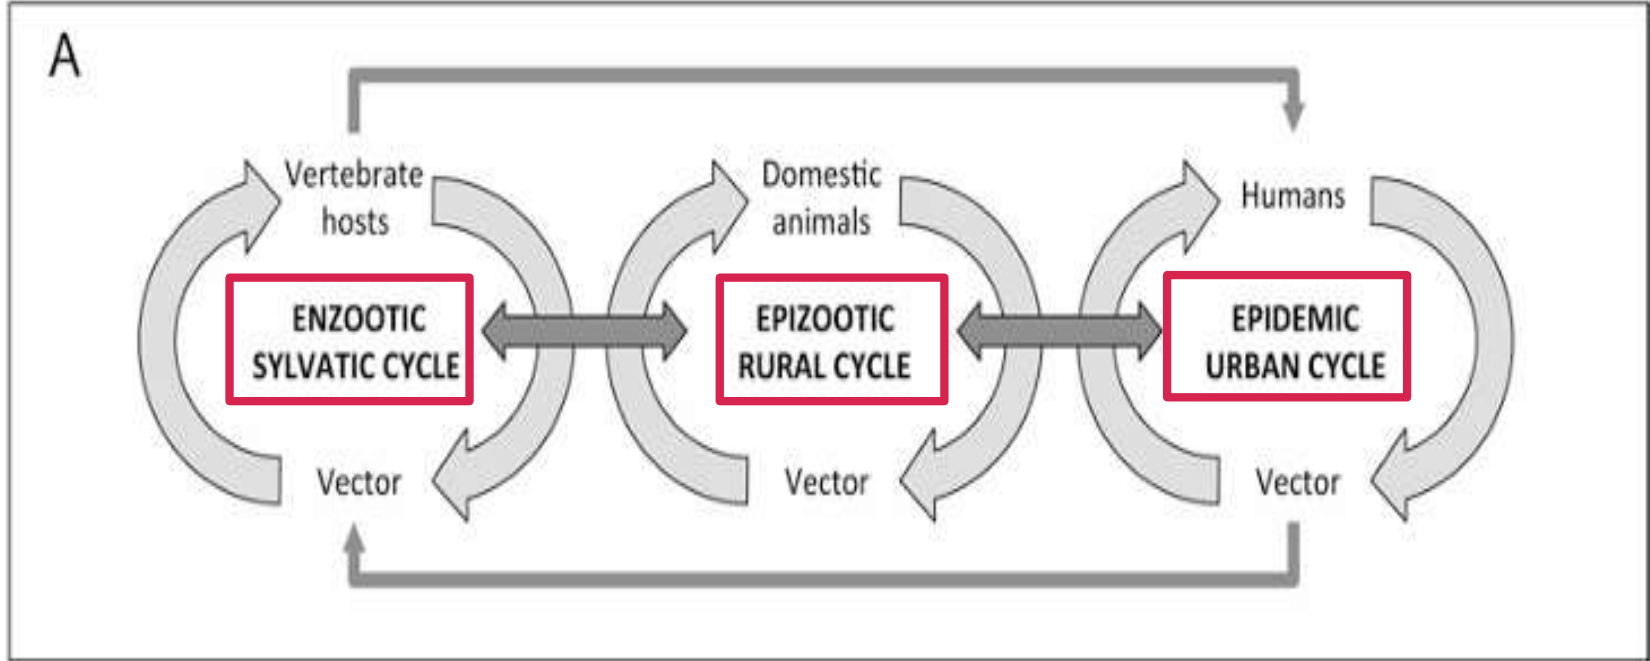 A
Vertebrate
hosts
ENZOOTIC
SYLVATIC CYCLE
Vector
Domestic
animals
EPIZOOTIC
RURAL CYCLE
Vector
Humans
EPIDEMIC
URBAN CYCLE
Vector